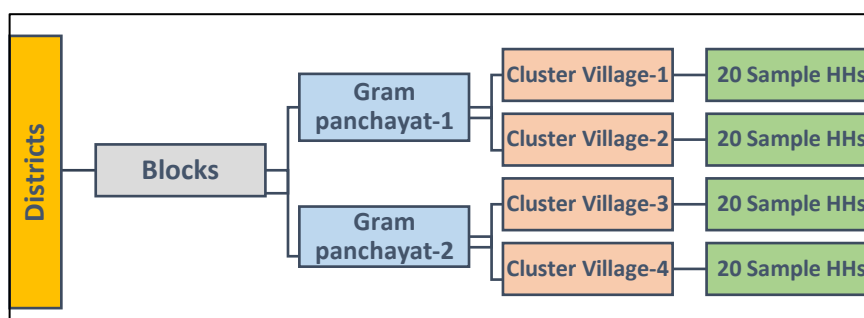 Districts
Blocks
Gram
panchayat-1
Gram
panchayat-2
Cluster Village-1
Cluster Village-2
Cluster Village-3
Cluster Village-4
20 Sample HHs
20 Sample HHs
20 Sample HHs
20 Sample HHs